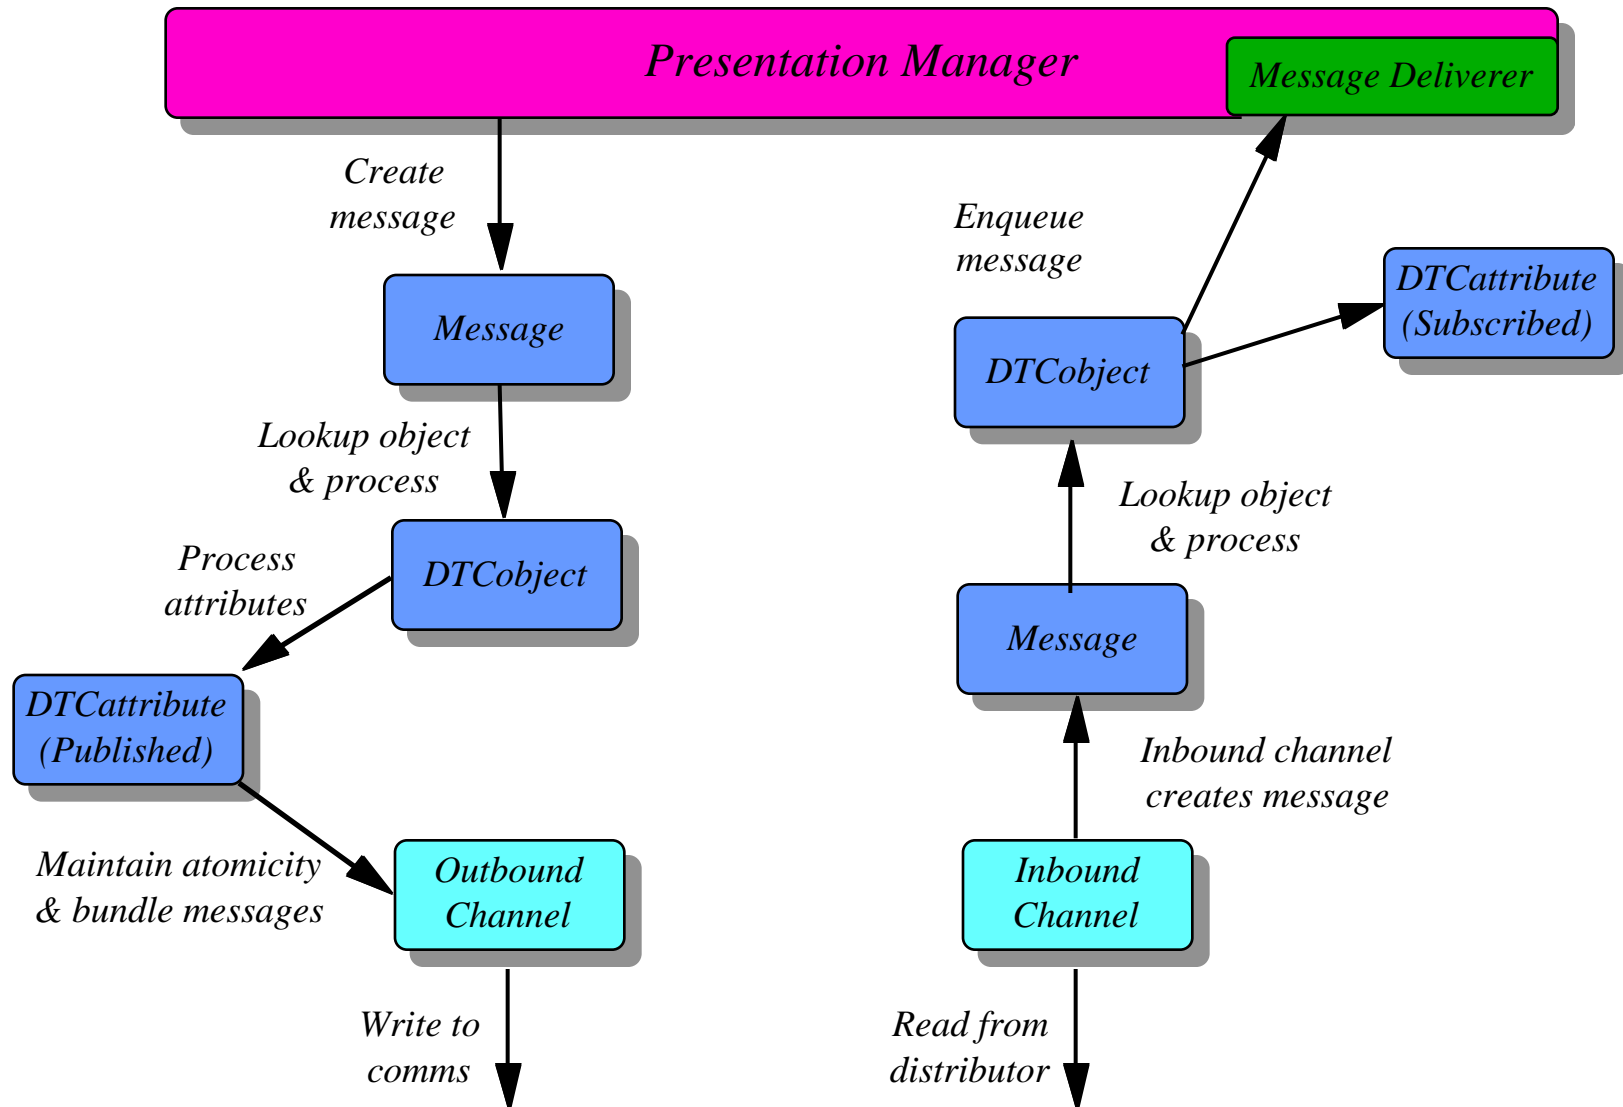 Presentation Manager
Message Deliverer
Create
message
Message
Lookup object
& process
DTCobject
Process
attributes
DTCattribute
(Published)
Maintain atomicity
& bundle messages
Outbound
Channel
Write to
comms
Enqueue
message
DTCattribute
(Subscribed)
DTCobject
Lookup object
& process
Message
Inbound channel
creates message
Inbound
Channel
Read from
distributor